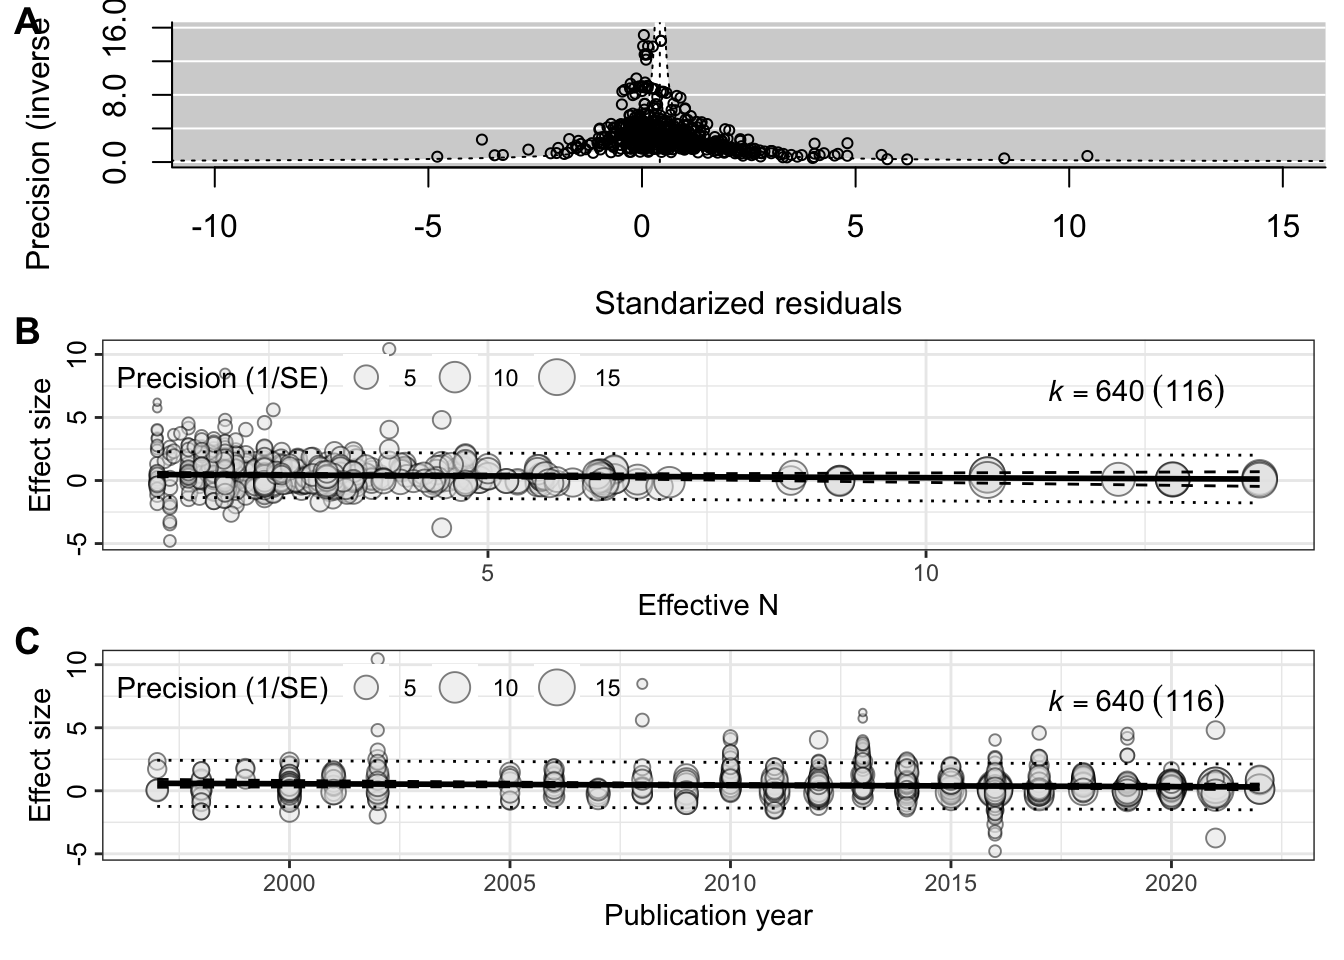 A
Precision (inverse
16.0
8.0
0.0
-10 -5 0 5 10 15
Standarized residuals
B
Effect size
10
5
0
-5
Precision (1/SE) 5 10 15
k = 640 (116)
5 10
Effective N
C
Effect size
10
5
0
-5
Precision (1/SE) 5 10 15
k = 640 (116)
2000 2005 2010 2015 2020
Publication year